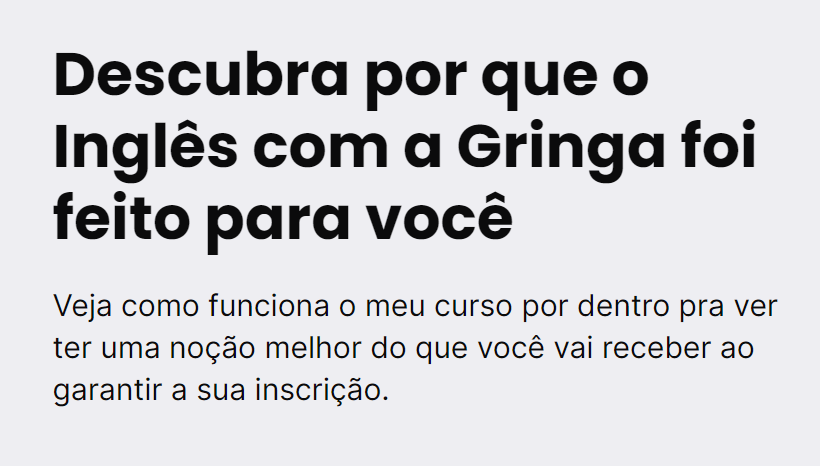 Descubra por que o
Inglês com a Gringa foi
feito para você
Veja como funciona o meu curso por dentro pra ver
ter uma noção melhor do que você vai receber ao
garantir a sua inscrição.